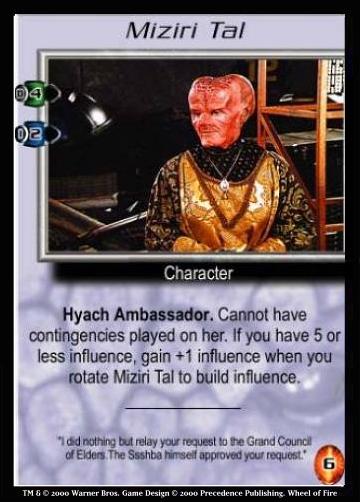 Miziri Tal
4
2
Character
Hyach Ambassador. Cannot have
contingencies played on her. If you have 5 or
less influence, gain +1 influence when you
rotate Miziri Tal to build influence.
"I did nothing but relay your request to the Grand Council
of Elders.The Ssshba himself approved your request."
6
TM & © 2000 Warner Bros. Game Design © 2000 Precedence Publishing. Wheel of Fire